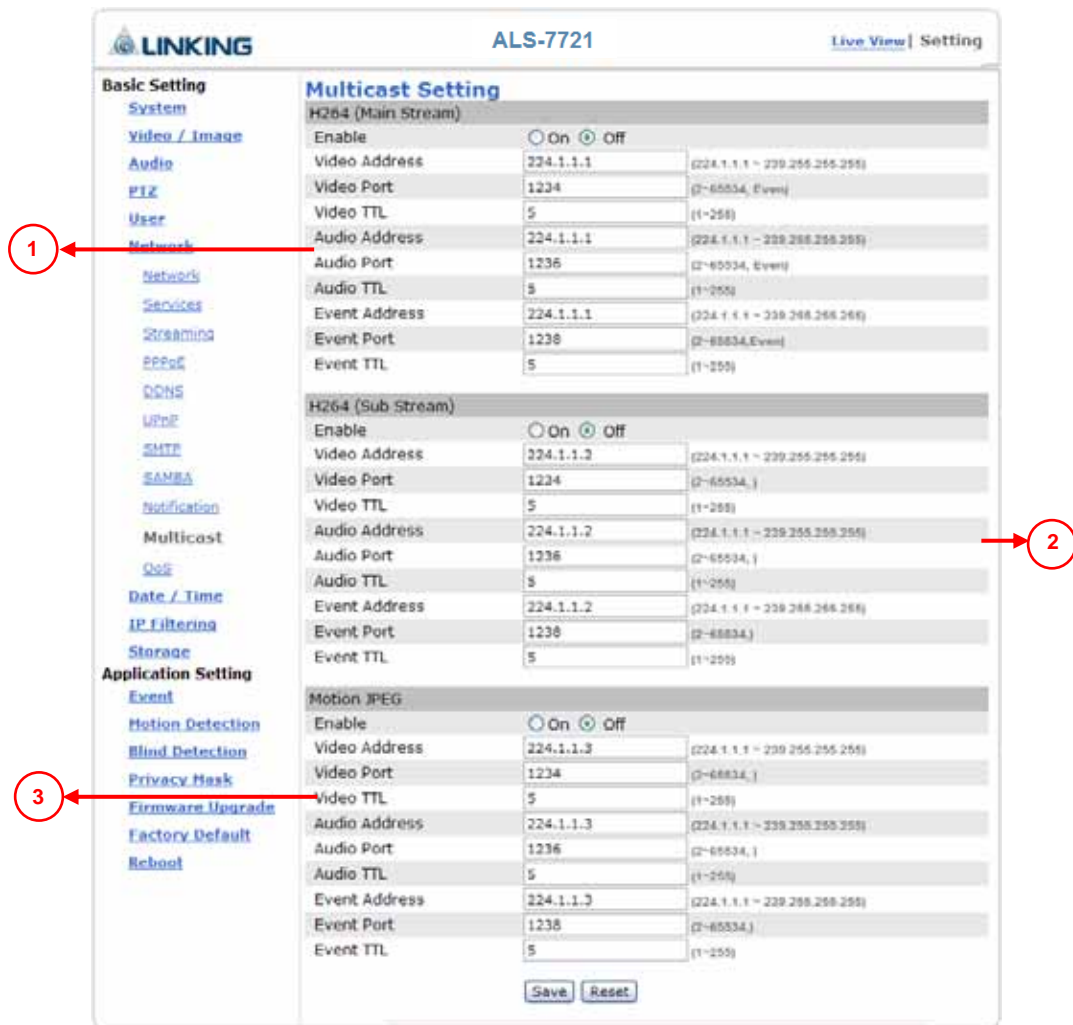 LINKING
ALS-7721
Live View | Setting
Basic Setting
System
Video / Image
Audio
PTZ
User
Network
Network
Services
Streaming
PPPoE
DDNS
UPnP
SMTP
SAMBA
Notification
Multicast
QoS
Date / Time
IP Filtering
Storage
Application Setting
Event
Motion Detection
Blind Detection
Privacy Mask
Firmware Upgrade
Factory Default
Reboot
Multicast Setting
H264 (Main Stream)
Enable On Off
Video Address 224.1.1.1 (224.1.1.1 ~ 239.255.255.255)
Video Port 1234 (2~65534, Even)
Video TTL 5 (1~255)
Audio Address 224.1.1.1 (224.1.1.1 ~ 239.255.255.255)
Audio Port 1236 (2~65534, Even)
Audio TTL 5 (1~255)
Event Address 224.1.1.1 (224.1.1.1 ~ 239.255.255.255)
Event Port 1238 (2~65534,Even)
Event TTL 5 (1~255)
H264 (Sub Stream)
Enable On Off
Video Address 224.1.1.2 (224.1.1.1 ~ 239.255.255.255)
Video Port 1234 (2~65534, )
Video TTL 5 (1~255)
Audio Address 224.1.1.2 (224.1.1.1 ~ 239.255.255.255)
Audio Port 1236 (2~65534, )
Audio TTL 5 (1~255)
Event Address 224.1.1.2 (224.1.1.1 ~ 239.255.255.255)
Event Port 1238 (2~65534,)
Event TTL 5 (1~255)
Motion JPEG
Enable On Off
Video Address 224.1.1.3 (224.1.1.1 ~ 239.255.255.255)
Video Port 1234 (2~65534, )
Video TTL 5 (1~255)
Audio Address 224.1.1.3 (224.1.1.1 ~ 239.255.255.255)
Audio Port 1236 (2~65534, )
Audio TTL 5 (1~255)
Event Address 224.1.1.3 (224.1.1.1 ~ 239.255.255.255)
Event Port 1238 (2~65534,)
Event TTL 5 (1~255)
Save Reset
1
2
3